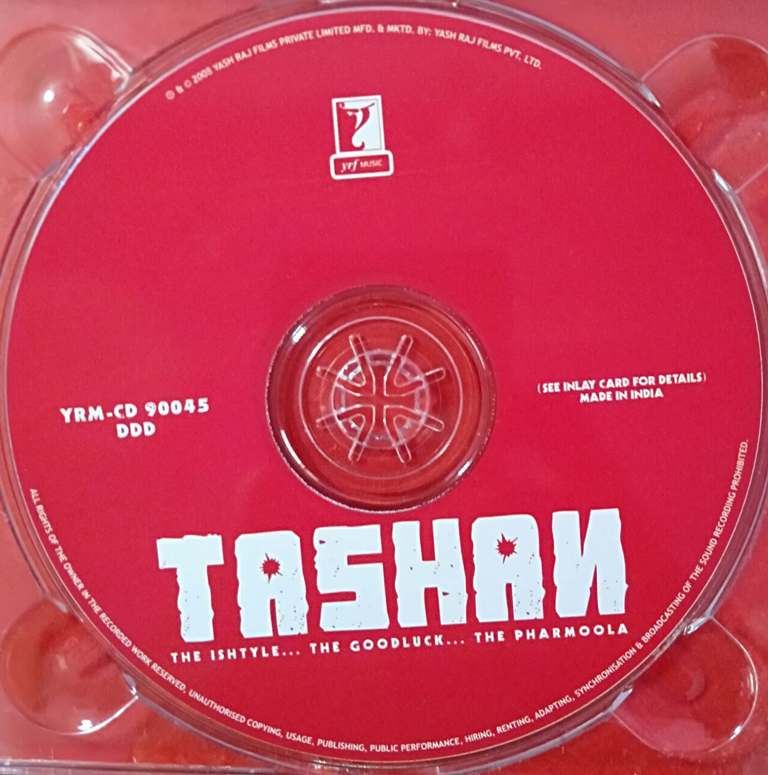 ℗ & © 2008 YASH RAJ FILMS PRIVATE LIMITED MFD. & MKTD. BY: YASH RAJ FILMS PVT. LTD.
yrf MUSIC
YRM-CD 90045
DDD
(SEE INLAY CARD FOR DETAILS)
MADE IN INDIA
TASHAN
THE ISHTYLE... THE GOODLUCK... THE PHARMOOLA
ALL RIGHTS OF THE OWNER IN THE RECORDED WORK RESERVED. UNAUTHORISED COPYING, USAGE, PUBLISHING, PUBLIC PERFORMANCE, HIRING, RENTING, ADAPTING, SYNCHRONISATION & BROADCASTING OF THE SOUND RECORDING PROHIBITED.